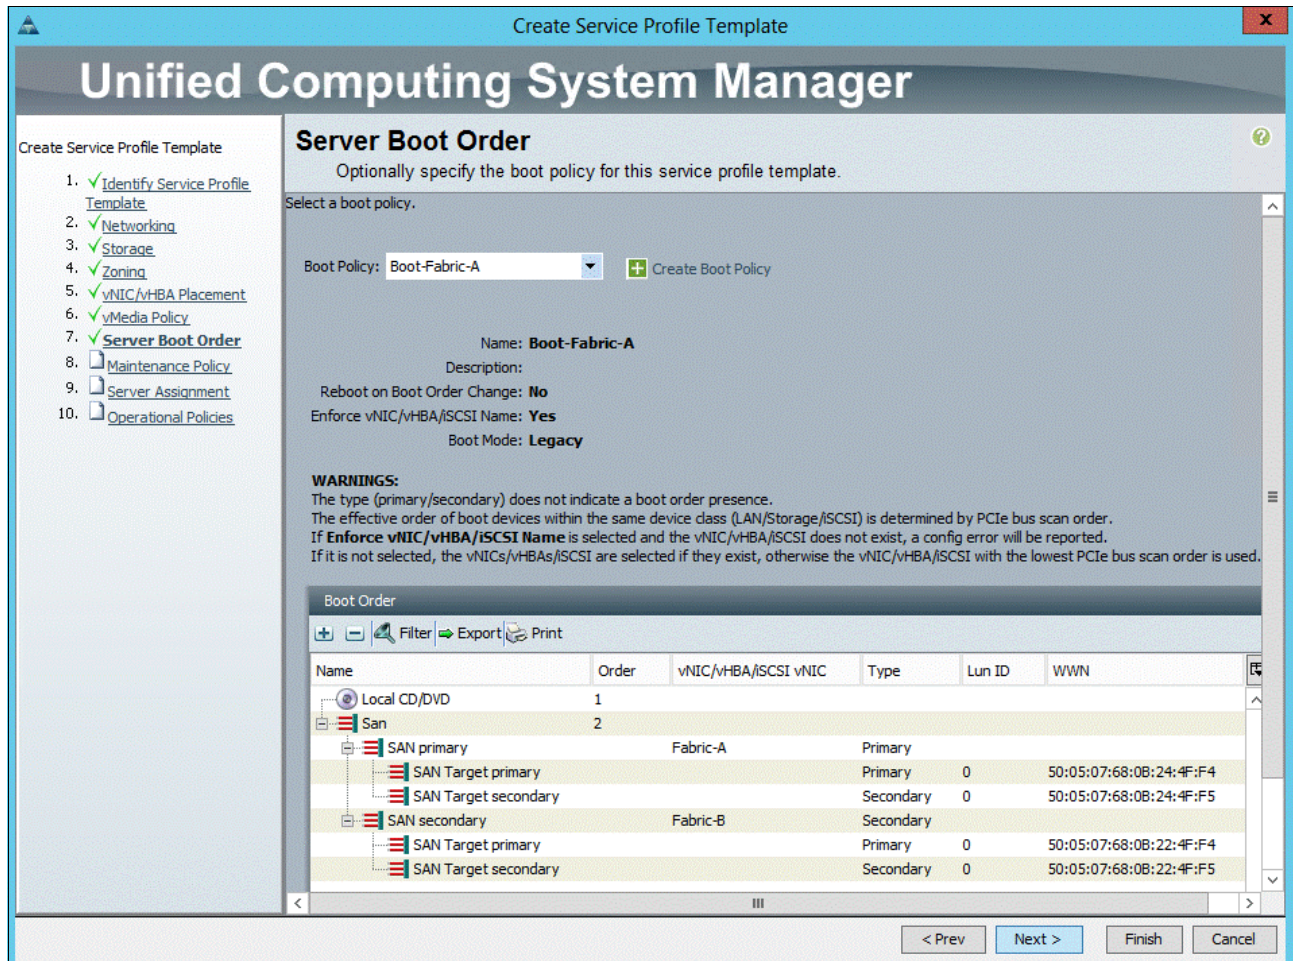 Create Service Profile Template
x
Unified Computing System Manager
Create Service Profile Template
1. Identify Service Profile
Template
2. Networking
3. Storage
4. Zoning
5. vNIC/vHBA Placement
6. vMedia Policy
7. Server Boot Order
8. Maintenance Policy
9. Server Assignment
10. Operational Policies
Server Boot Order
?
Optionally specify the boot policy for this service profile template.
Select a boot policy.
Boot Policy: Boot-Fabric-A Create Boot Policy
Name: Boot-Fabric-A
Description:
Reboot on Boot Order Change: No
Enforce vNIC/vHBA/iSCSI Name: Yes
Boot Mode: Legacy
WARNINGS:
The type (primary/secondary) does not indicate a boot order presence.
The effective order of boot devices within the same device class (LAN/Storage/iSCSI) is determined by PCIe bus scan order.
If Enforce vNIC/vHBA/iSCSI Name is selected and the vNIC/vHBA/iSCSI does not exist, a config error will be reported.
If it is not selected, the vNICs/vHBAs/iSCSI are selected if they exist, otherwise the vNIC/vHBA/iSCSI with the lowest PCIe bus scan order is used.
Boot Order
Filter Export Print
Name Order vNIC/vHBA/iSCSI vNIC Type Lun ID WWN
Local CD/DVD 1
San 2
SAN primary Fabric-A Primary
SAN Target primary Primary 0 50:05:07:68:0B:24:4F:F4
SAN Target secondary Secondary 0 50:05:07:68:0B:24:4F:F5
SAN secondary Fabric-B Secondary
SAN Target primary Primary 0 50:05:07:68:0B:22:4F:F4
SAN Target secondary Secondary 0 50:05:07:68:0B:22:4F:F5
< Prev Next > Finish Cancel